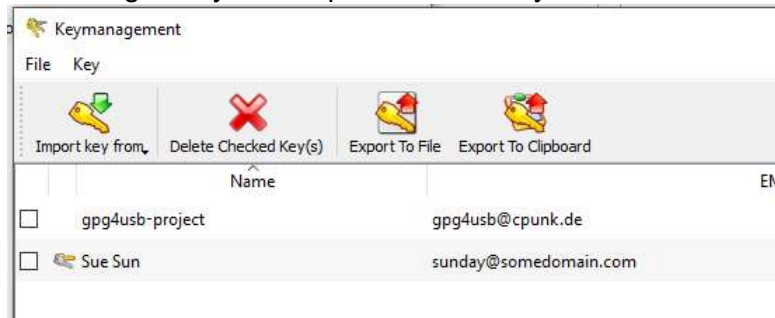 Keymanagement
File Key
Import key from Delete Checked Key(s) Export To File Export To Clipboard
Name
gpg4usb-project gpg4usb@cpunk.de
Sue Sun sunday@somedomain.com